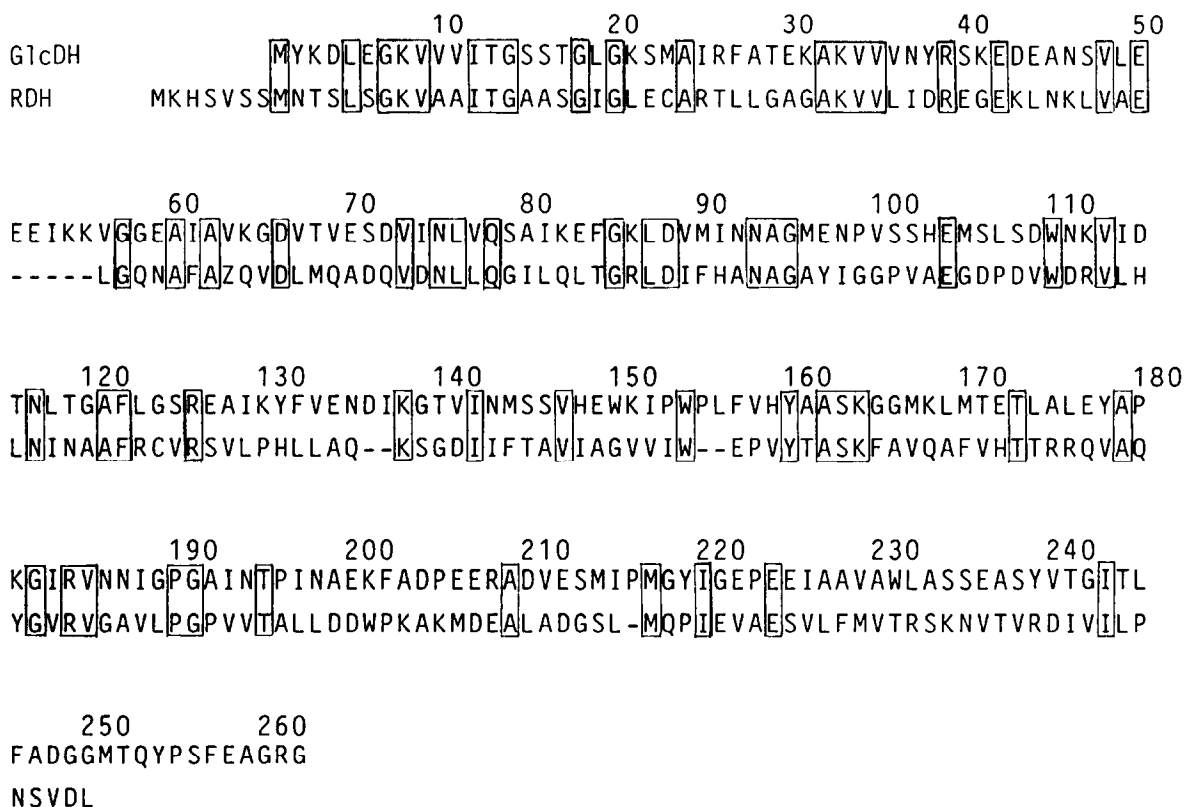 10 20 30 40 50
GlcDH MYKDLEGKVVVITGSSTGLGKSMAIRFATEKAKVVVNYRSKEDEANSVLE
RDH MKHSVSSMNTSLSGKVAAITGAASGIGLECARTLLGAGAKVVLIDREGEKLNKLVAE
60 70 80 90 100 110
EEIKKVGGEAIAVKGDVTVESDVINLVQSAIKEFGKLDVMINNAGMENPVSSHEMSLSDWNKVID
-----LGQNAFAZQVDLMQADQVDNLLQGILQLTGRLDIFHANAGAYIGGPVAEGDPDVWDRVLH
120 130 140 150 160 170 180
TNLTGAFLGSREAIKYFVENDIKGTVINMSSVHEWKIPWPLFVHYAASKGGMKLMTETLALEYAP
LNINAAFRCVRSVLPHLLAQ--KSGDIIFTAVIAGVVIW--EPVYTASKFAVQAFVHTTRRQVAQ
190 200 210 220 230 240
KGIRVNNIGPGAINTPINAEKFADPEERADVESMIPMGYIGEPEEIAAVAWLASSEASYVTGITL
YGVRVGAVLPGPVVTALLDDWPKAKMDEALADGSL-MQPIEVAESVLFMVTRSKNVTVRDIVILP
250 260
FADGGMTQYPSFEAGRG
NSVDL